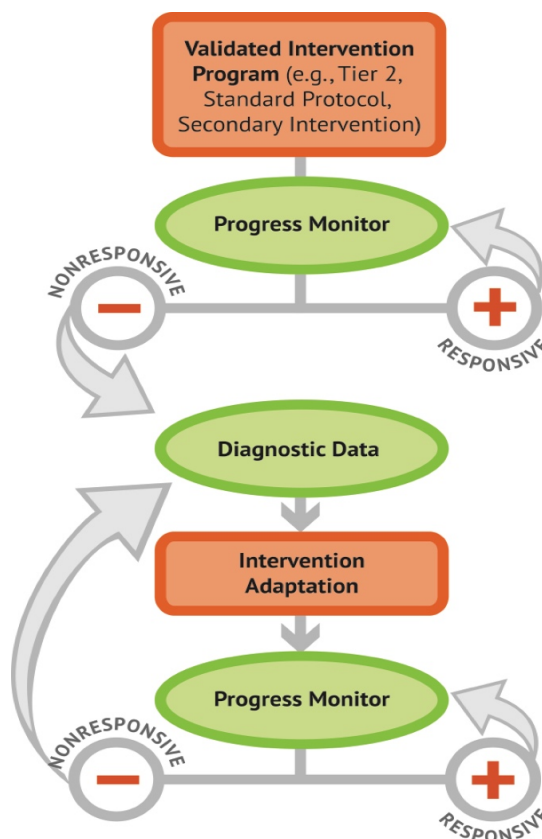 Validated Intervention
Program (e.g., Tier 2,
Standard Protocol,
Secondary Intervention)
Progress Monitor
NONRESPONSIVE
−
+
RESPONSIVE
Diagnostic Data
Intervention
Adaptation
Progress Monitor
NONRESPONSIVE
−
+
RESPONSIVE